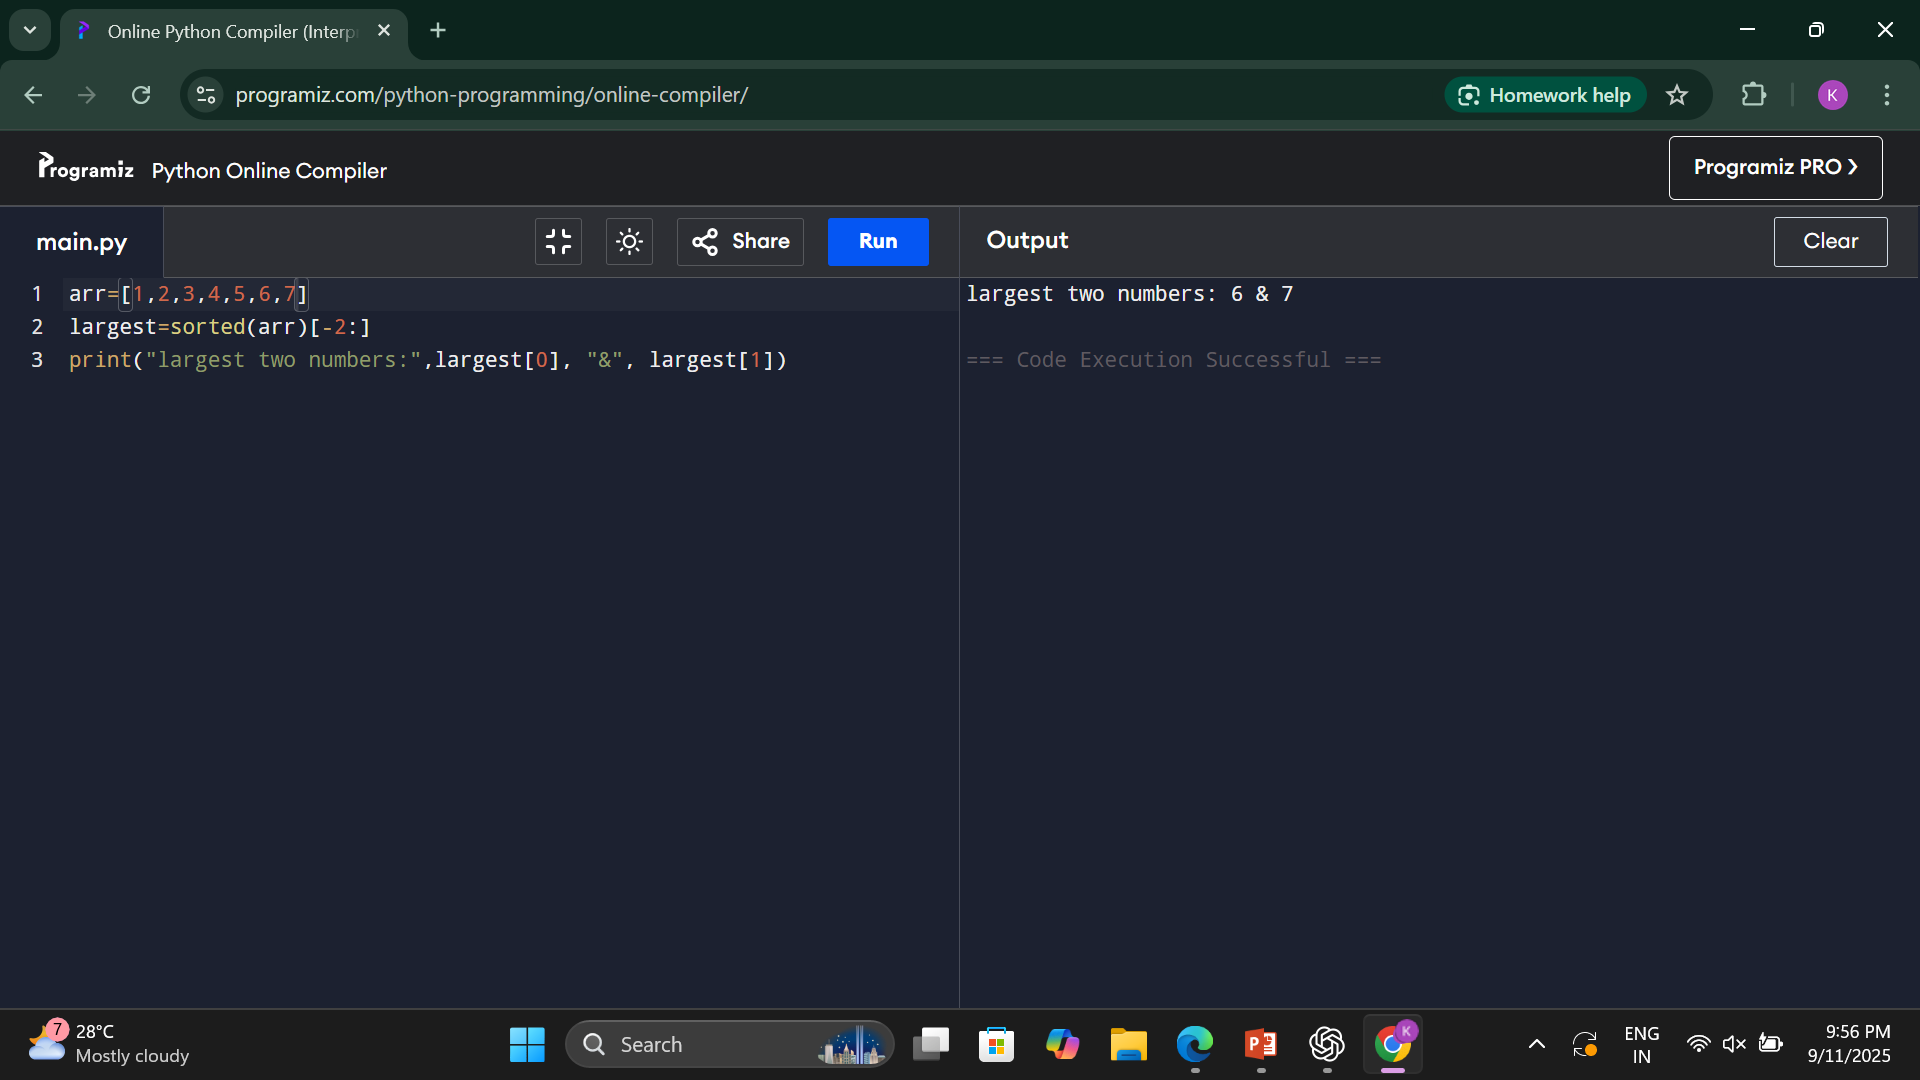 Online Python Compiler (Interp
programiz.com/python-programming/online-compiler/
Homework help
K
Programiz Python Online Compiler
Programiz PRO ❯
main.py
Share
Run
Output
Clear
1 arr=[1,2,3,4,5,6,7]
2 largest=sorted(arr)[-2:]
3 print("largest two numbers:",largest[0], "&", largest[1])
largest two numbers: 6 & 7
=== Code Execution Successful ===
7
28°C
Mostly cloudy
Search
P
K
ENG
IN
9:56 PM
9/11/2025